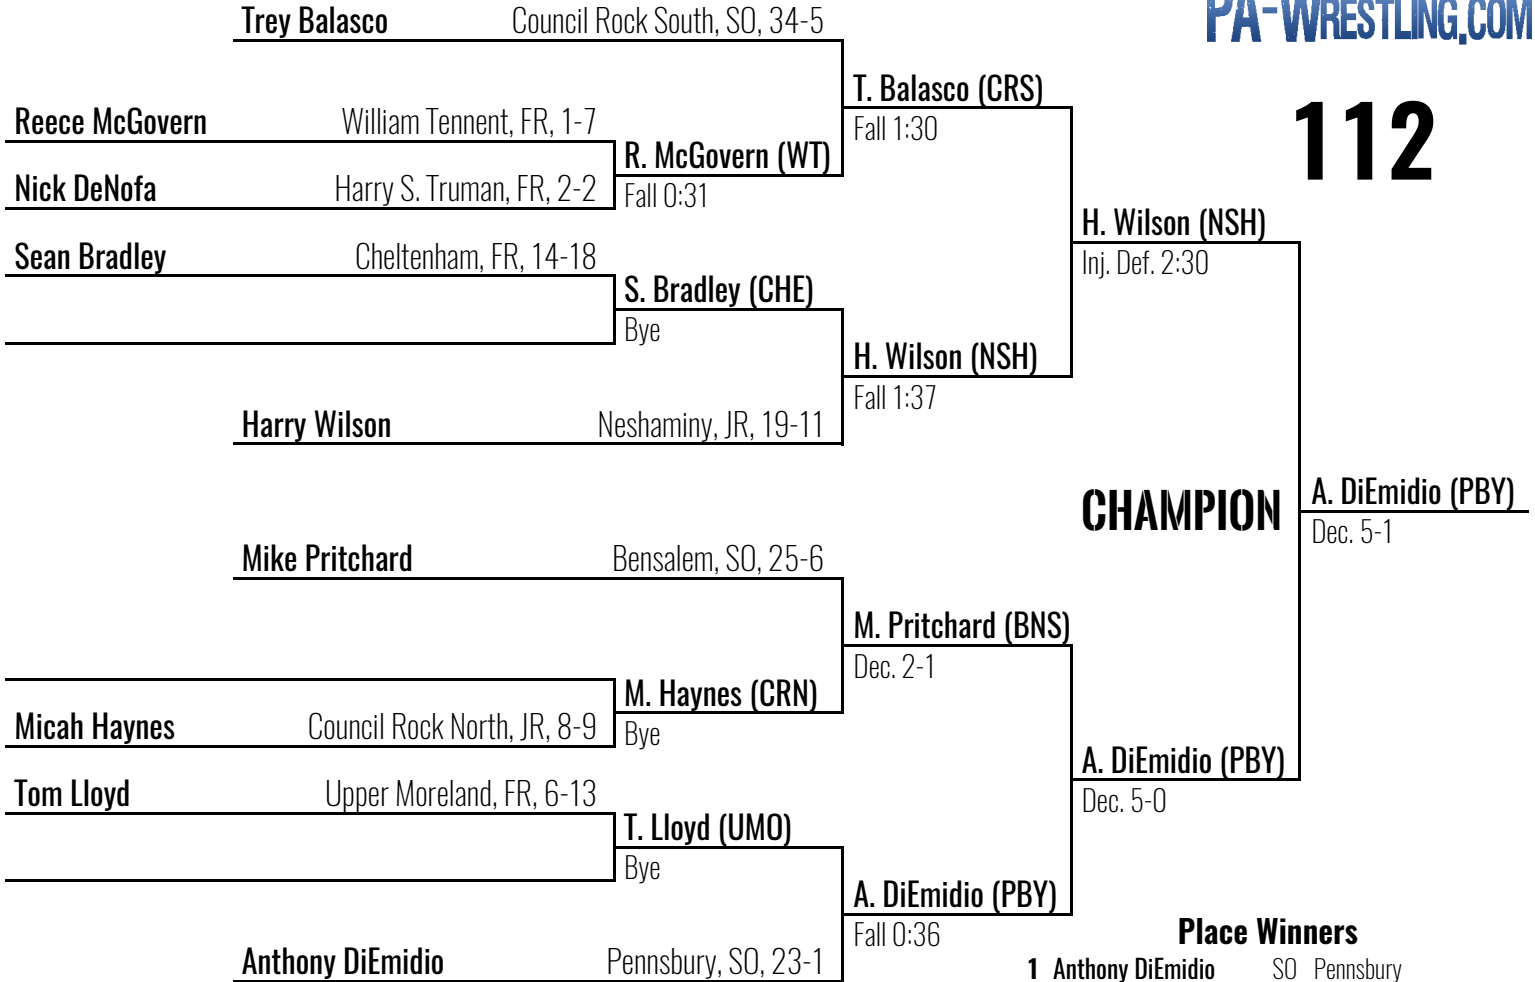 PA-WRESTLING.COM
112
Trey Balasco Council Rock South, SO, 34-5
T. Balasco (CRS)
Fall 1:30
Reece McGovern William Tennent, FR, 1-7
R. McGovern (WT)
Fall 0:31
Nick DeNofa Harry S. Truman, FR, 2-2
H. Wilson (NSH)
Inj. Def. 2:30
Sean Bradley Cheltenham, FR, 14-18
S. Bradley (CHE)
Bye
H. Wilson (NSH)
Fall 1:37
Harry Wilson Neshaminy, JR, 19-11
CHAMPION
A. DiEmidio (PBY)
Dec. 5-1
Mike Pritchard Bensalem, SO, 25-6
M. Pritchard (BNS)
Dec. 2-1
M. Haynes (CRN)
Bye
Micah Haynes Council Rock North, JR, 8-9
A. DiEmidio (PBY)
Dec. 5-0
Tom Lloyd Upper Moreland, FR, 6-13
T. Lloyd (UMO)
Bye
A. DiEmidio (PBY)
Fall 0:36
Anthony DiEmidio Pennsbury, SO, 23-1
Place Winners
1 Anthony DiEmidio SO Pennsbury